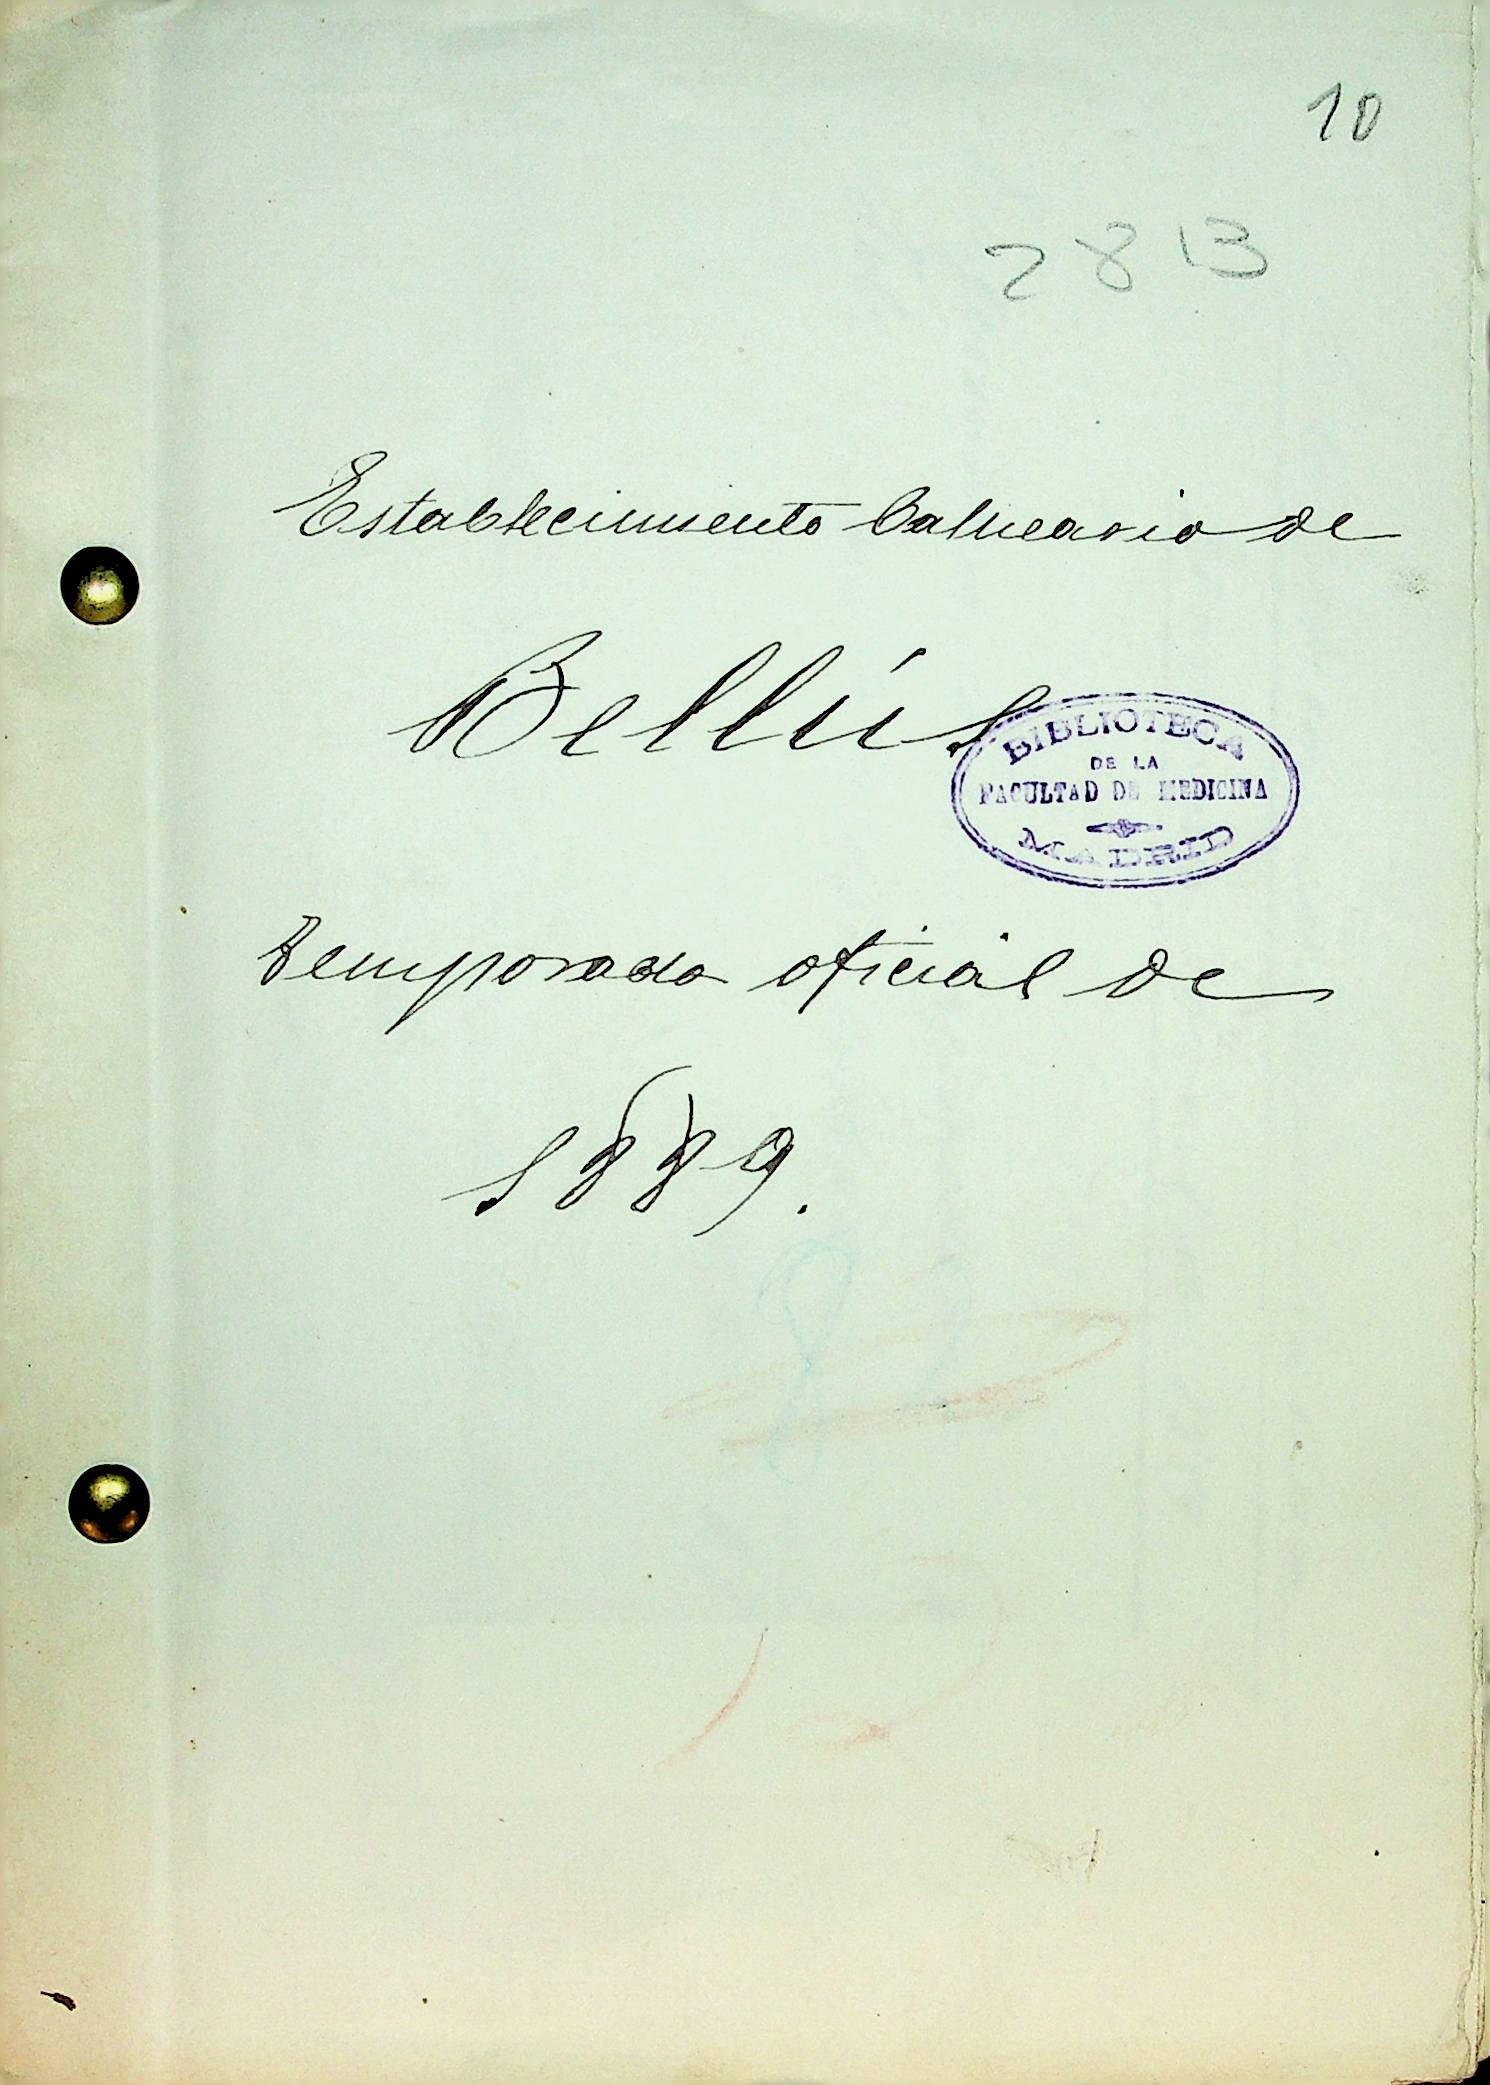 10
2813
Establecimiento Balneario de
Bellús
BIBLIOTECA
DE LA
FACULTAD DE MEDICINA
MADRID
temporada oficial de
1889.